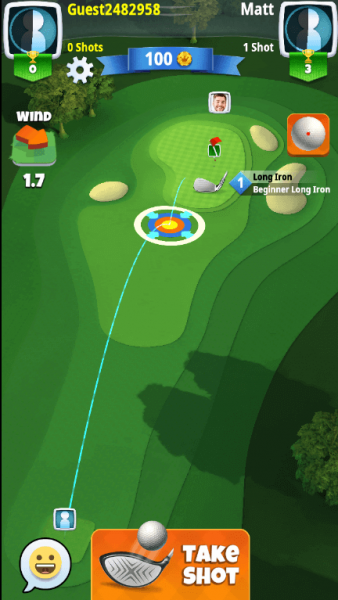 Guest2482958
Matt
0 Shots
1 Shot
100
0
3
WIND
1.7
1
Long Iron
Beginner Long Iron
TAKE
SHOT